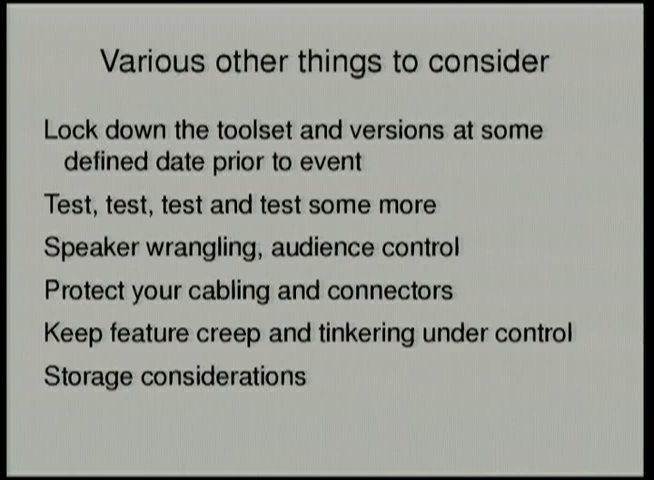 Various other things to consider
Lock down the toolset and versions at some
defined date prior to event
Test, test, test and test some more
Speaker wrangling, audience control
Protect your cabling and connectors
Keep feature creep and tinkering under control
Storage considerations